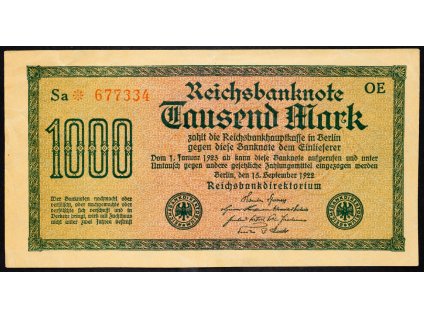 Reichsbanknote
Sa* 677334
OE
Tausend Mark
1000
zahlt die Reichsbankhauptkasse in Berlin
gegen diese Banknote dem Einlieferer
Vom 1. Januar 1923 ab kann diese Banknote aufgerufen und unter
Umtausch gegen andere gesetzliche Zahlungsmittel eingezogen werden
Berlin, den 15. September 1922
Reichsbankdirektorium
Wer Banknoten nachmacht oder
verfälscht, oder nachgemachte oder
verfälschte sich verschafft und in
Verkehr bringt, wird mit Zuchthaus
nicht unter zwei Jahren bestraft